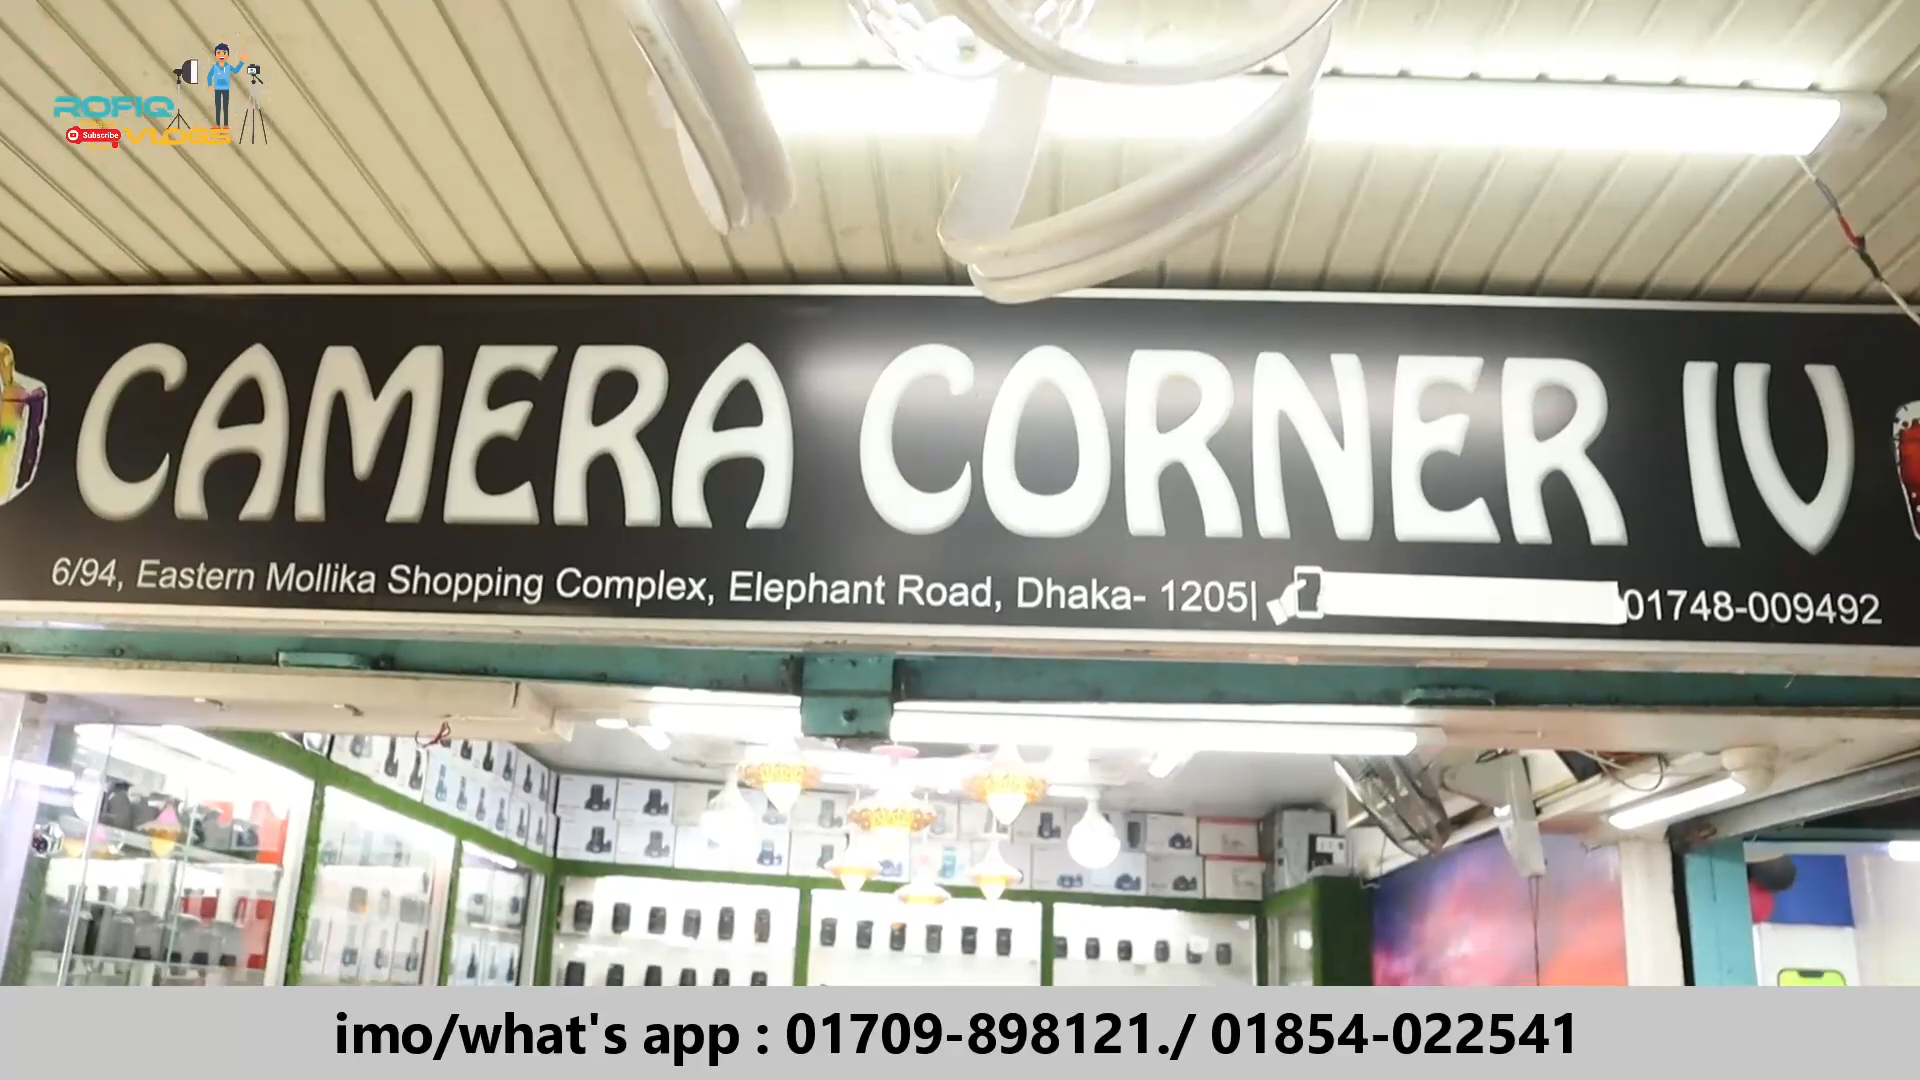 ROFIQ
Subscribe
VLOGS
CAMERA CORNER IV
6/94, Eastern Mollika Shopping Complex, Elephant Road, Dhaka- 1205| 01748-009492
imo/what's app : 01709-898121./ 01854-022541